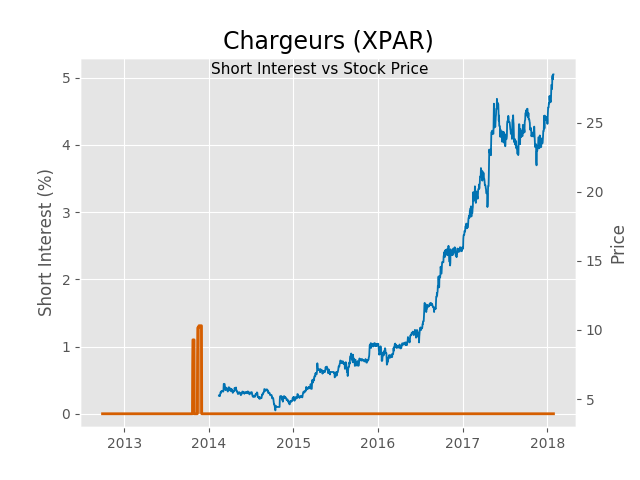 Chargeurs (XPAR)
Short Interest vs Stock Price
Short Interest (%)
5
4
3
2
1
0
25
20
15
10
5
Price
2013 2014 2015 2016 2017 2018